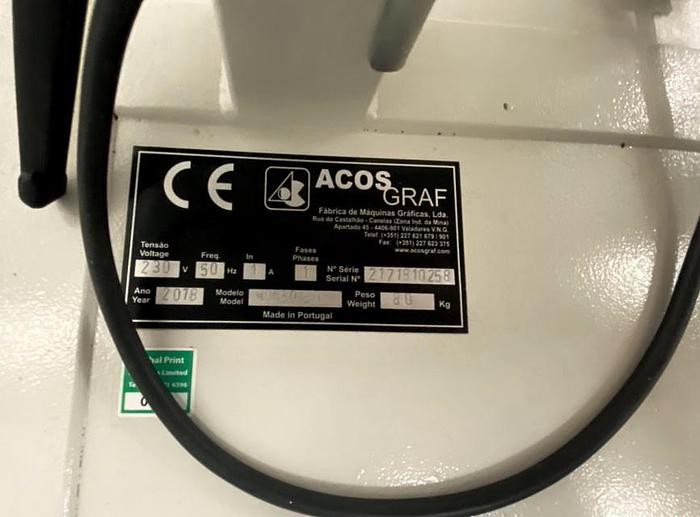 CE
ACOS
GRAF
Fábrica de Máquinas Gráficas, Lda.
Rua do Castalhão - Canelas (Zona Ind. da Mina)
Apartado 45 - 4406-901 Valadares V.N.G.
Telef. (+351) 227 621 679 / 901
Fax: (+351) 227 623 375
www.acosgraf.com
Tensão
Voltage 230 V Freq. 50 Hz In 1 A Fases
Phases 1 Nº Série
Serial Nº 2171810258
Ano
Year 2018 Modelo
Model Peso
Weight 80 Kg
Made in Portugal
Print
Limited
6596